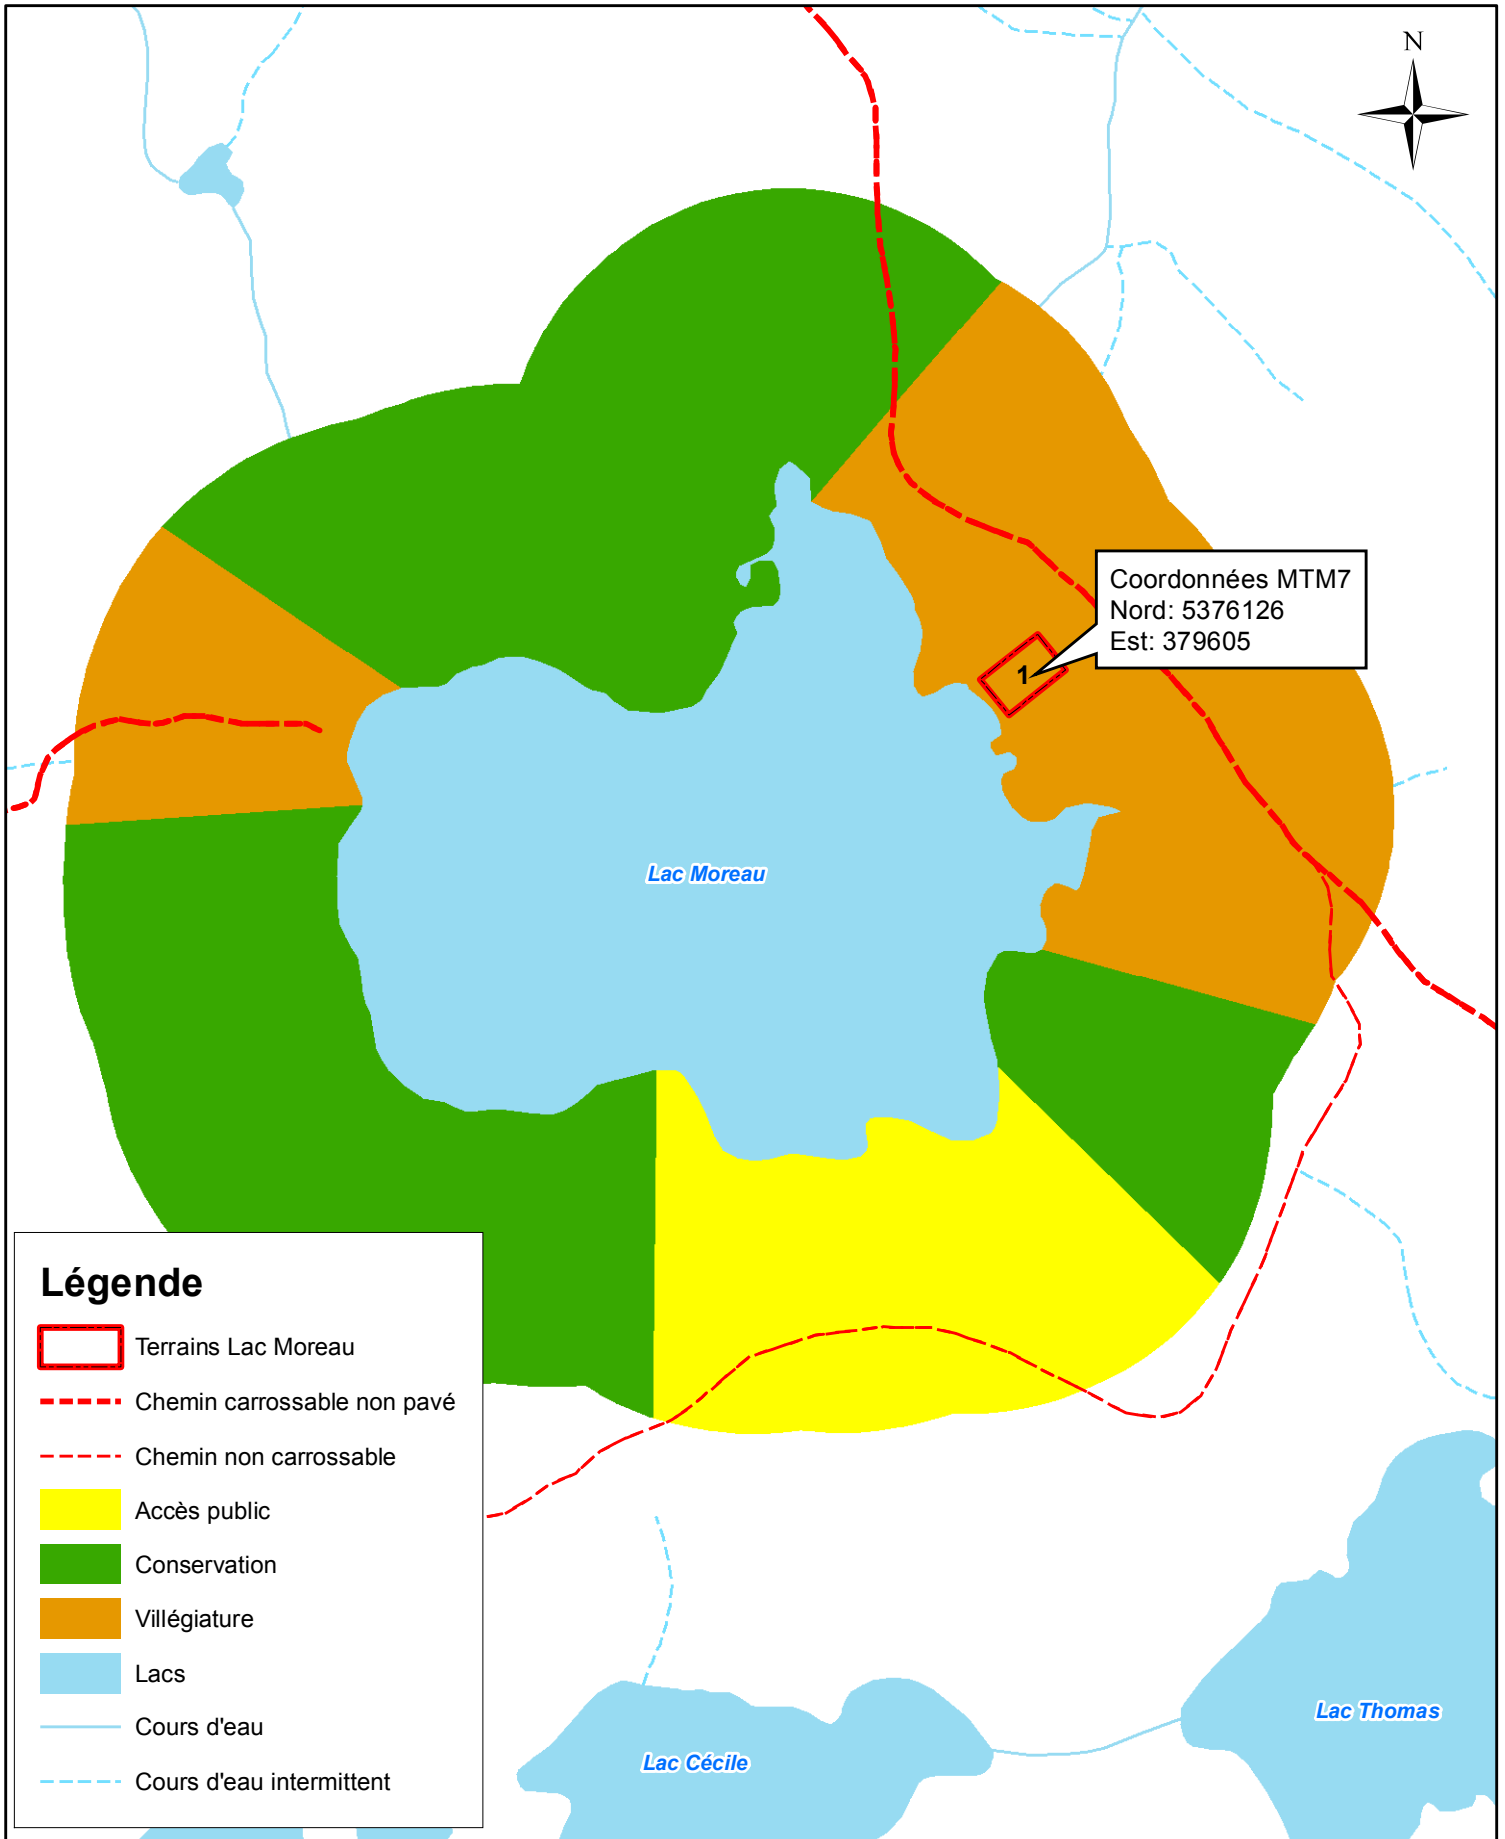 N
Coordonnées MTM7
Nord: 5376126
Est: 379605
1
Lac Moreau
Légende
Terrains Lac Moreau
Chemin carrossable non pavé
Chemin non carrossable
Accès public
Conservation
Villégiature
Lacs
Cours d'eau
Cours d'eau intermittent
Lac Thomas
Lac Cécile